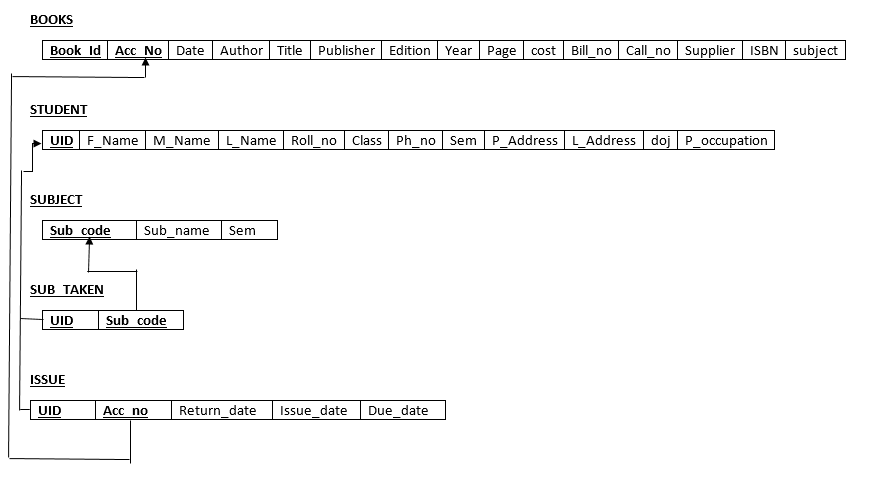 BOOKS
Book_Id Acc_No Date Author Title Publisher Edition Year Page cost Bill_no Call_no Supplier ISBN subject
STUDENT
UID F_Name M_Name L_Name Roll_no Class Ph_no Sem P_Address L_Address doj P_occupation
SUBJECT
Sub_code Sub_name Sem
SUB_TAKEN
UID Sub_code
ISSUE
UID Acc_no Return_date Issue_date Due_date